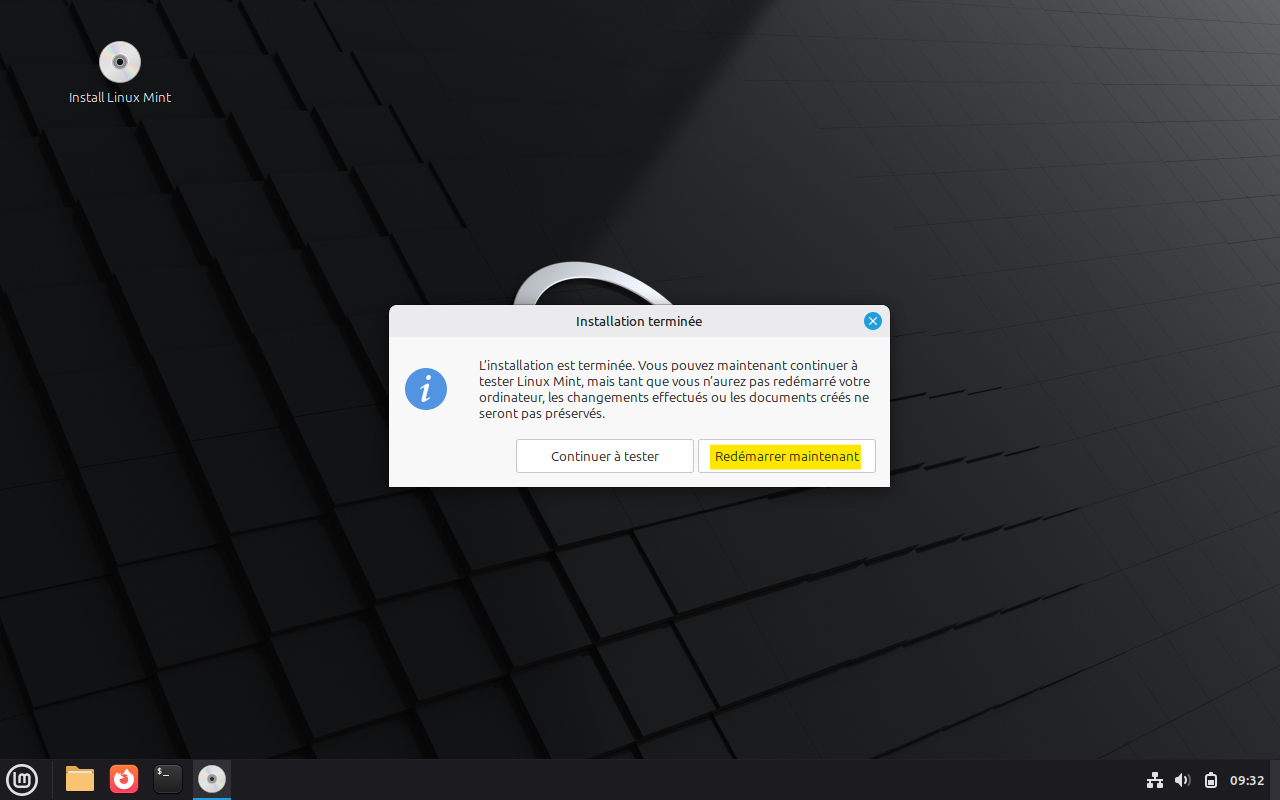 Install Linux Mint
Installation terminée
L’installation est terminée. Vous pouvez maintenant continuer à
tester Linux Mint, mais tant que vous n’aurez pas redémarré votre
ordinateur, les changements effectués ou les documents créés ne
seront pas préservés.
Continuer à tester
Redémarrer maintenant
$_
09:32